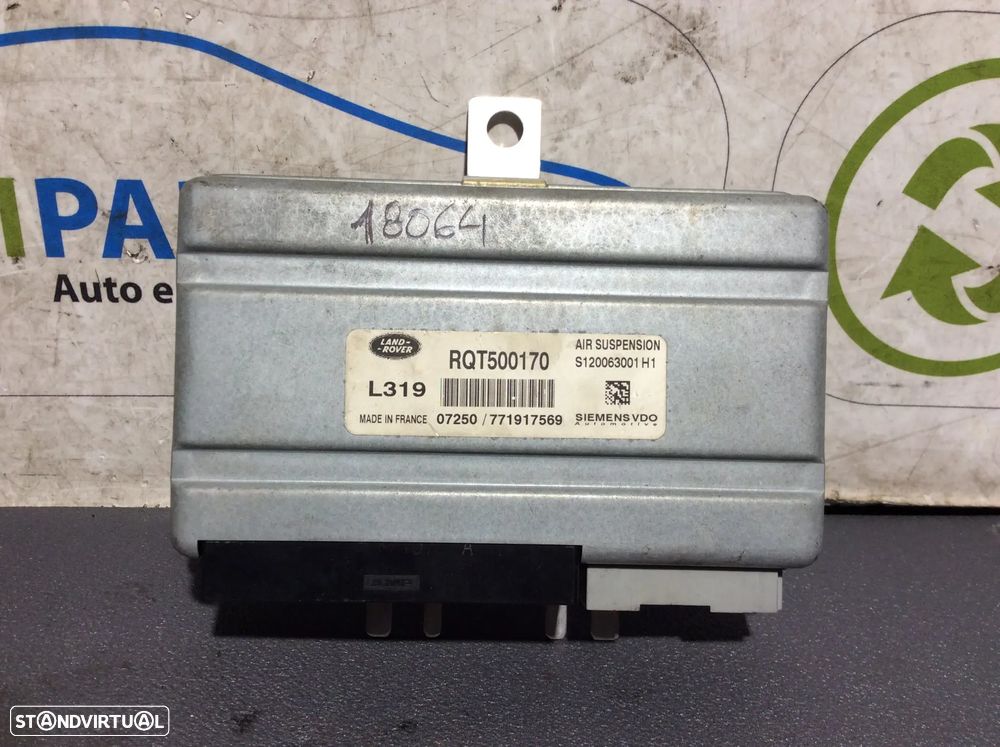 MPA
Auto e
18064
LAND-
-ROVER
RQT500170
AIR SUSPENSION
S120063001 H1
L319
MADE IN FRANCE
07250 / 771917569
SIEMENS VDO
Automotive
A
STANDVIRTUAL